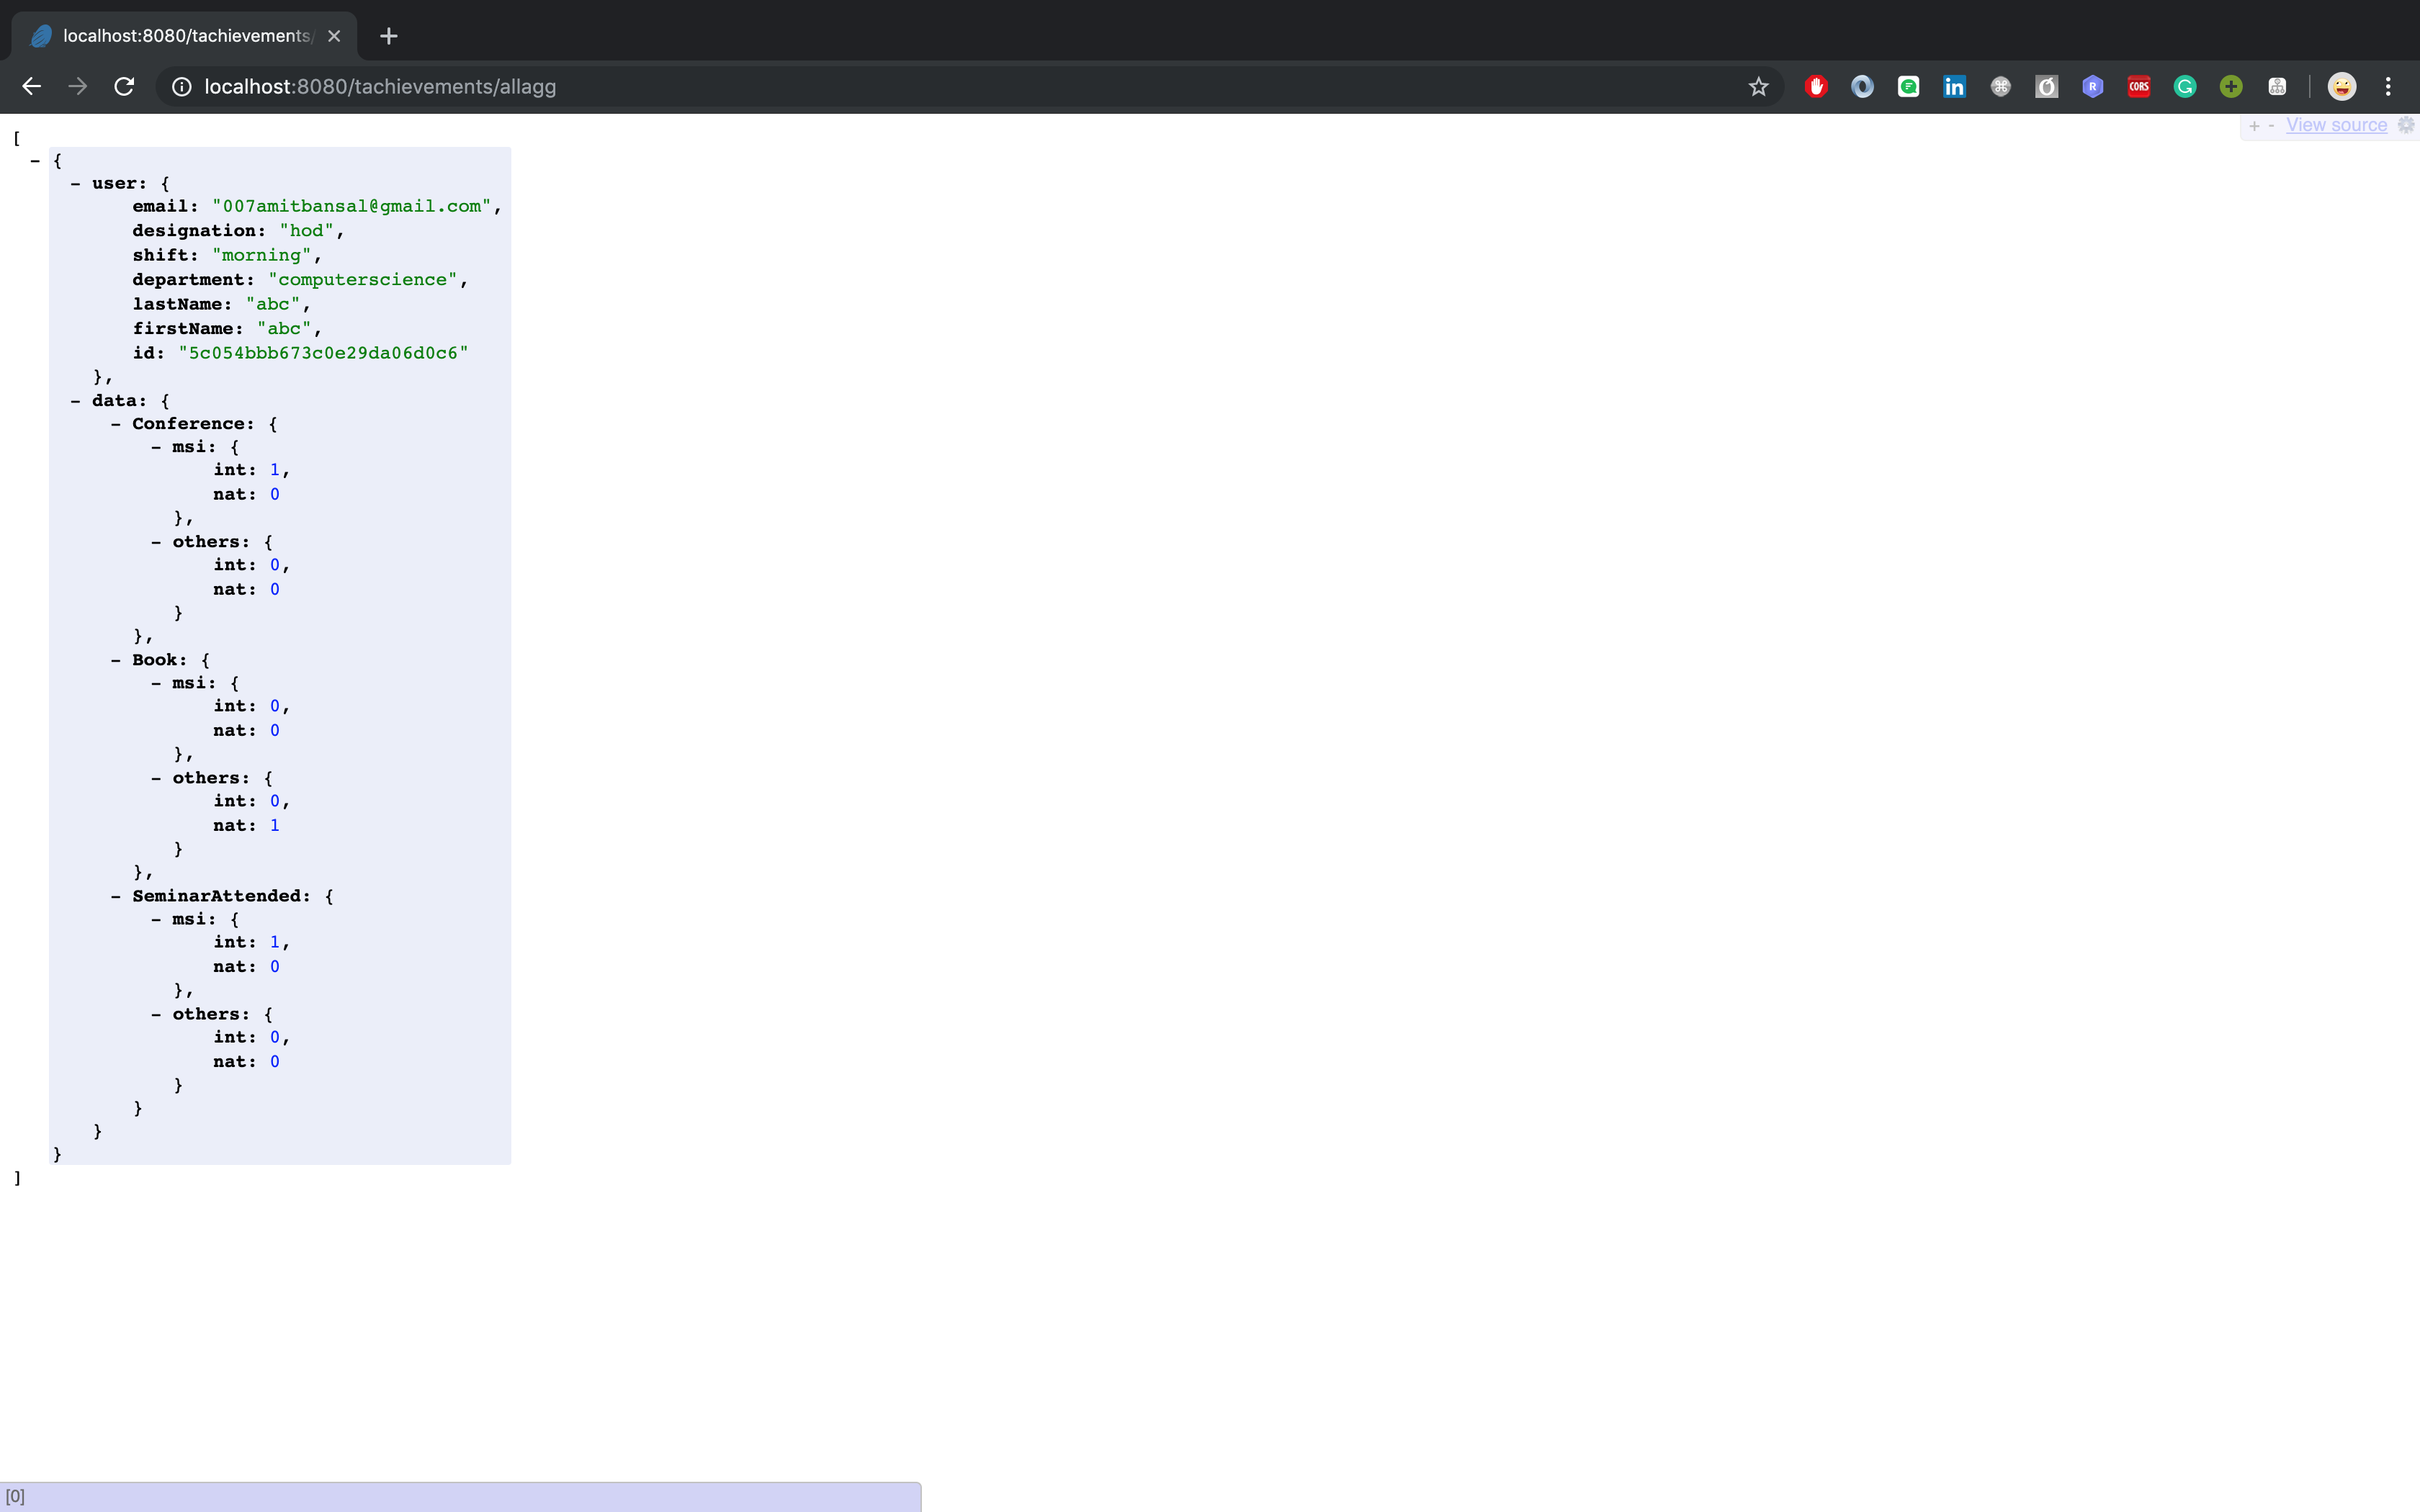 localhost:8080/tachievements/
localhost:8080/tachievements/allagg
CORS
R
in
+ - View source
[
- {
- user: {
email: "007amitbansal@gmail.com",
designation: "hod",
shift: "morning",
department: "computerscience",
lastName: "abc",
firstName: "abc",
id: "5c054bbb673c0e29da06d0c6"
},
- data: {
- Conference: {
- msi: {
int: 1,
nat: 0
},
- others: {
int: 0,
nat: 0
}
},
- Book: {
- msi: {
int: 0,
nat: 0
},
- others: {
int: 0,
nat: 1
}
},
- SeminarAttended: {
- msi: {
int: 1,
nat: 0
},
- others: {
int: 0,
nat: 0
}
}
}
}
]
[0]